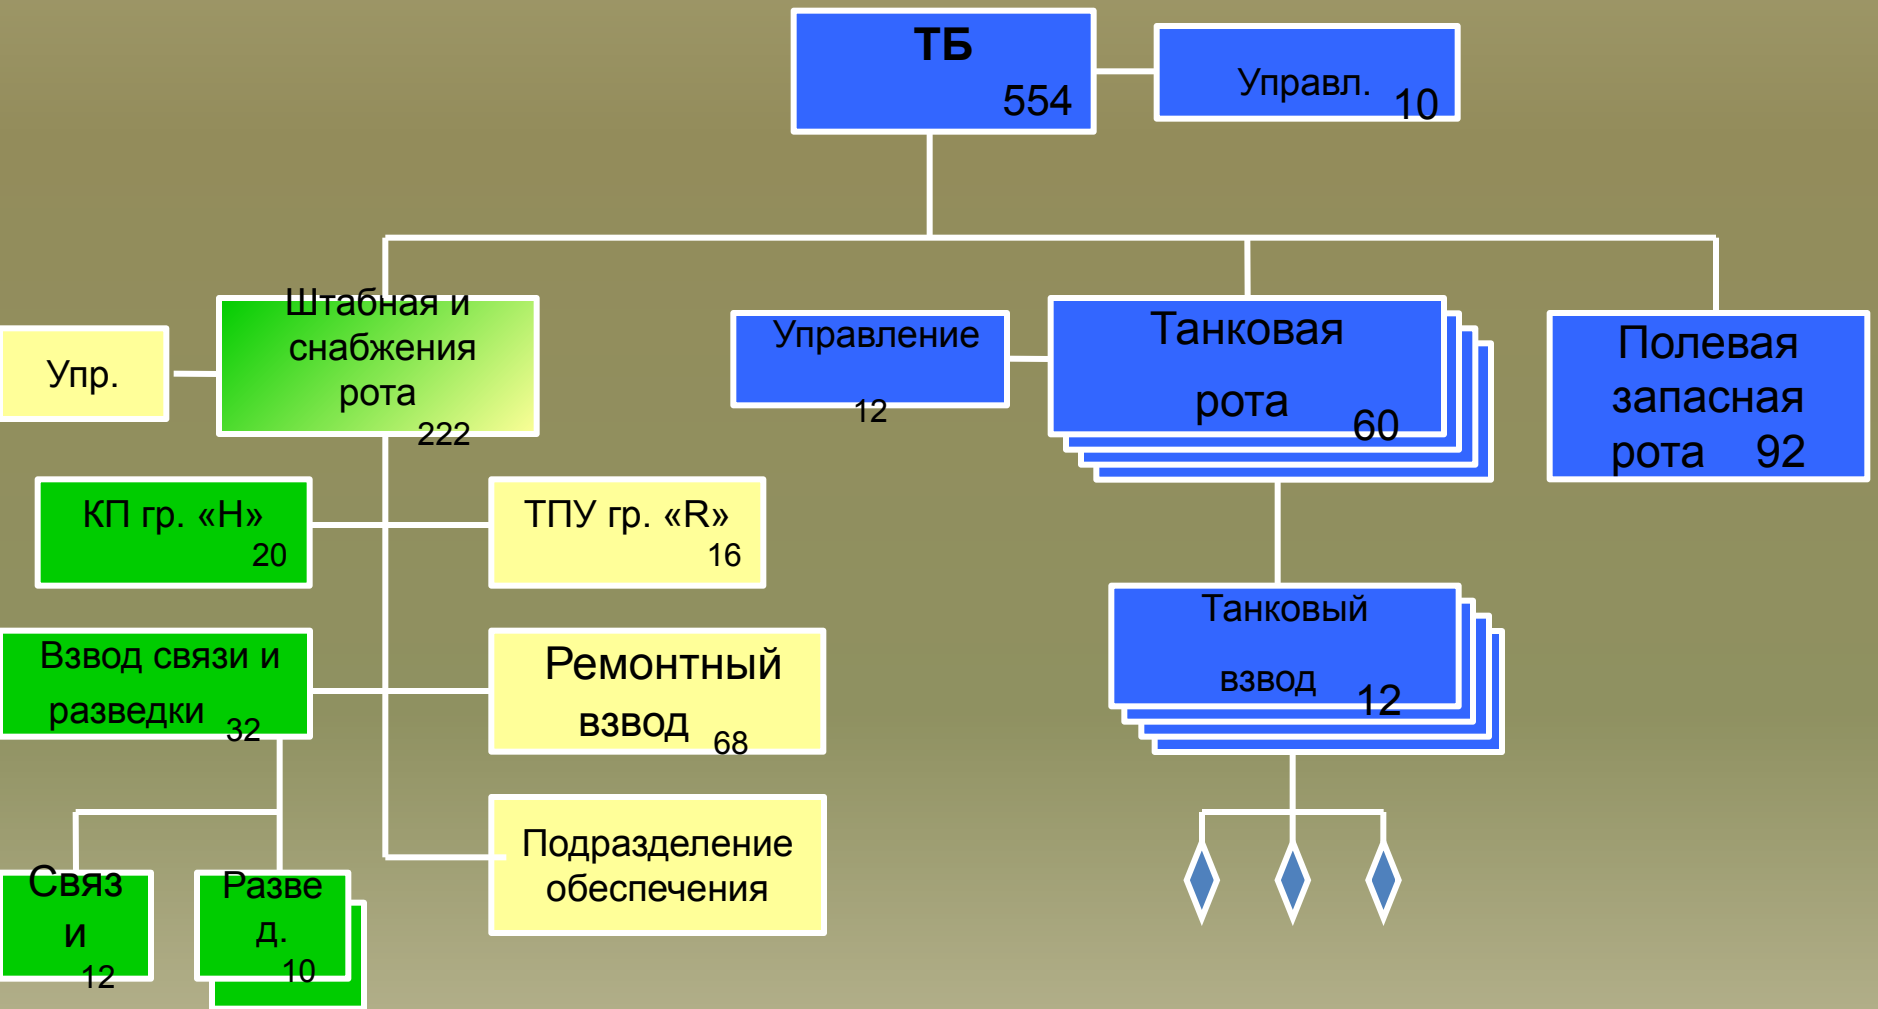 ТБ
554
Управл.
10
Штабная и
снабжения
рота
222
Упр.
Управление
12
Танковая
рота
60
Полевая
запасная
рота 92
КП гр. «Н»
20
ТПУ гр. «R»
16
Взвод связи и
разведки
32
Ремонтный
взвод
68
Танковый
взвод
12
Подразделение
обеспечения
Связ
и
12
Разве
д.
10